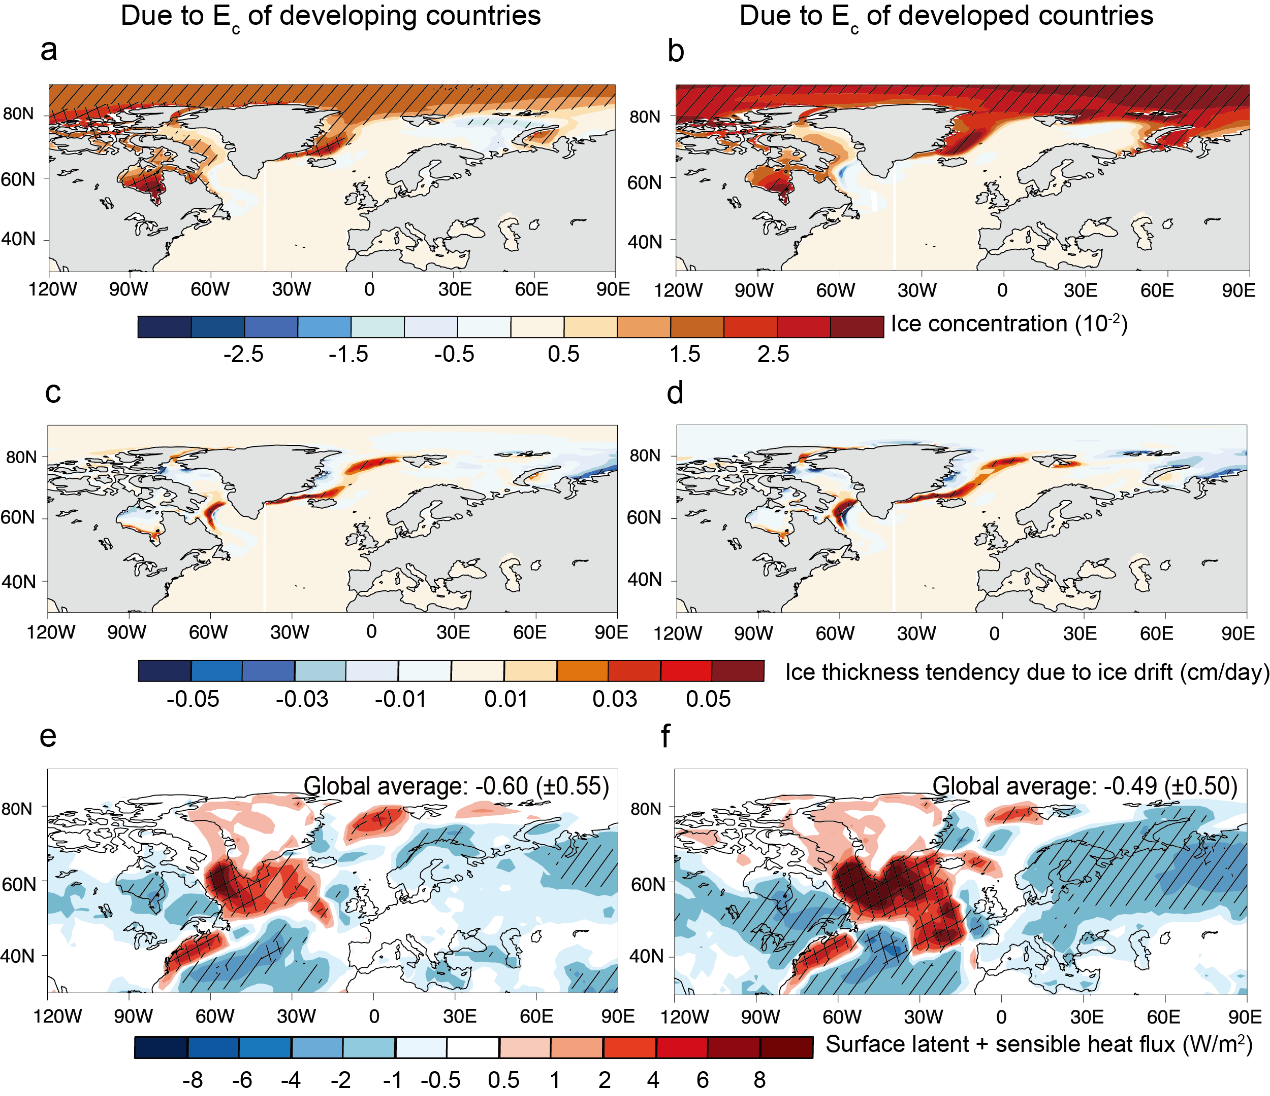 Due to Ec of developing countries
Due to Ec of developed countries
a
b
80N
60N
40N
120W 90W 60W 30W 0 30E 60E 90E
80N
60N
40N
120W 90W 60W 30W 0 30E 60E 90E
-2.5 -1.5 -0.5 0.5 1.5 2.5
Ice concentration (10-2)
c
d
80N
60N
40N
120W 90W 60W 30W 0 30E 60E 90E
80N
60N
40N
120W 90W 60W 30W 0 30E 60E 90E
-0.05 -0.03 -0.01 0.01 0.03 0.05
Ice thickness tendency due to ice drift (cm/day)
e
f
Global average: -0.60 (±0.55)
80N
60N
40N
120W 90W 60W 30W 0 30E 60E 90E
Global average: -0.49 (±0.50)
80N
60N
40N
120W 90W 60W 30W 0 30E 60E 90E
-8 -6 -4 -2 -1 -0.5 0.5 1 2 4 6 8
Surface latent + sensible heat flux (W/m2)